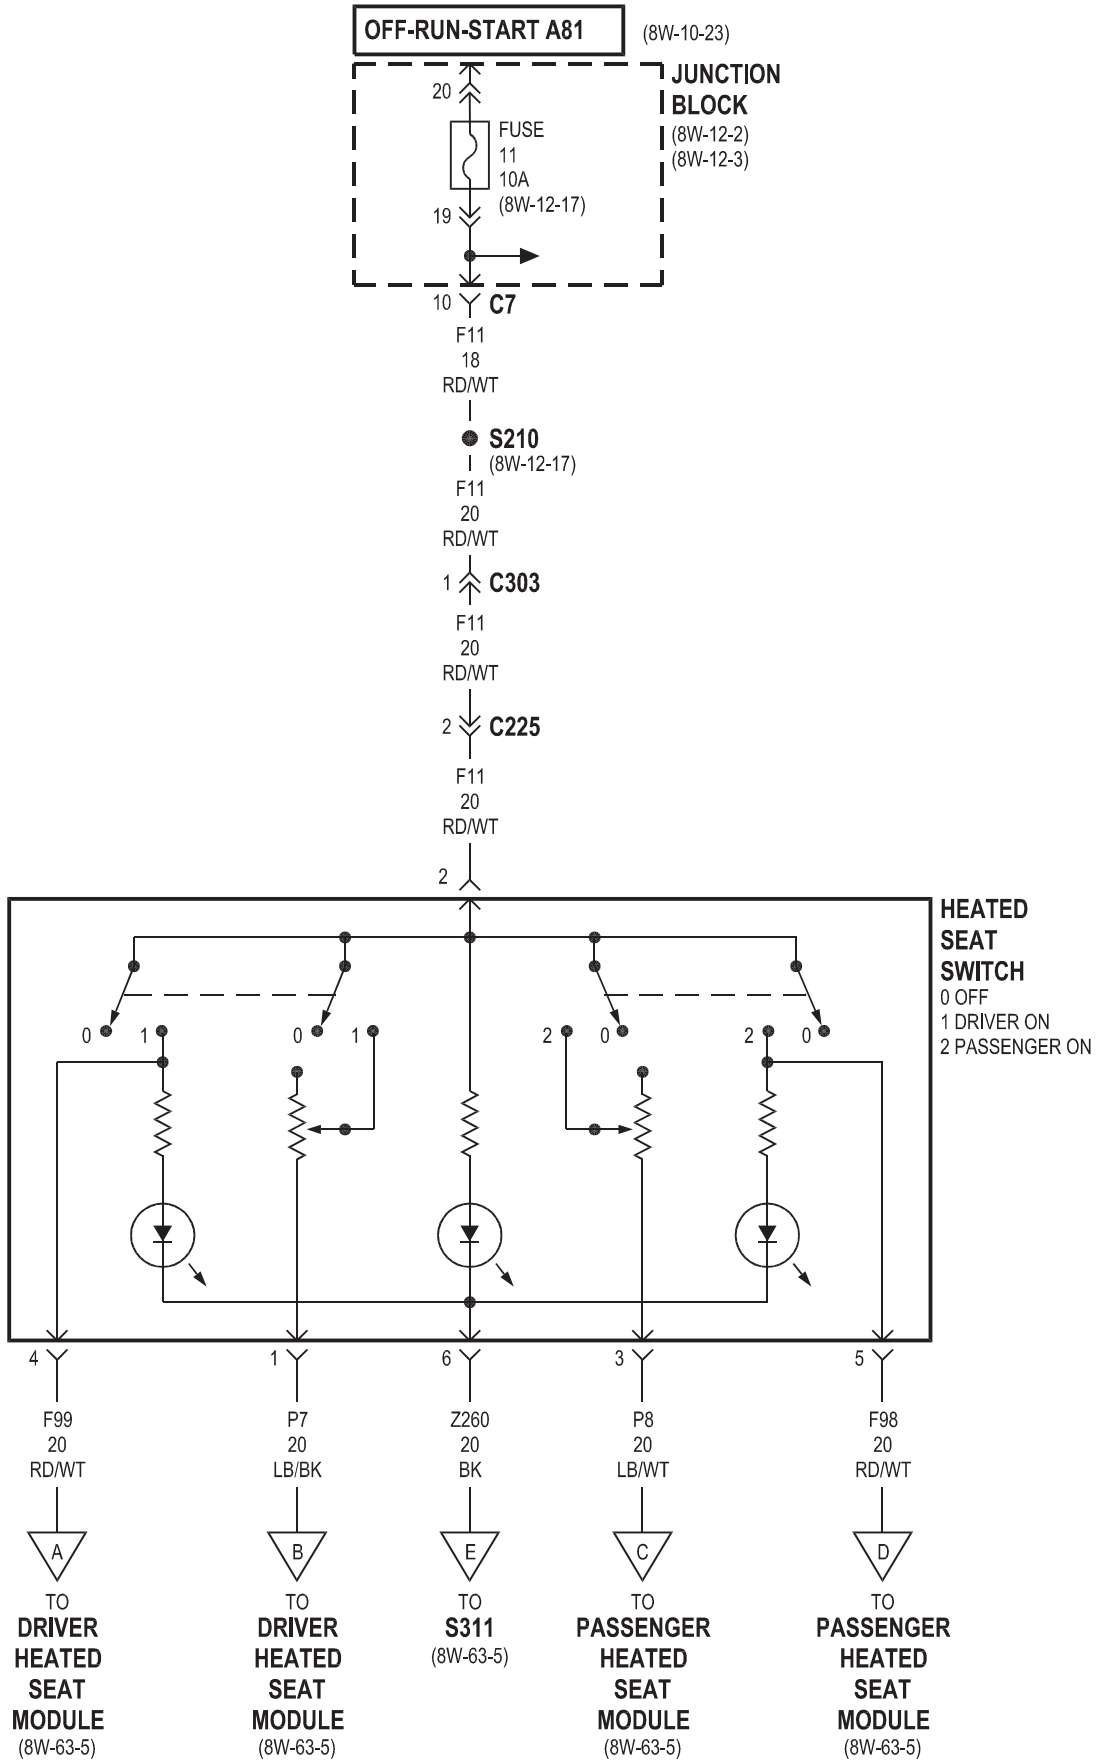 OFF-RUN-START A81
(8W-10-23)
JUNCTION
BLOCK
(8W-12-2)
(8W-12-3)
20
FUSE
11
10A
(8W-12-17)
19
10
C7
F11
18
RD/WT
S210
(8W-12-17)
F11
20
RD/WT
1
C303
F11
20
RD/WT
2
C225
F11
20
RD/WT
2
HEATED
SEAT
SWITCH
0 OFF
1 DRIVER ON
2 PASSENGER ON
0 1 0 1 2 0 2 0
4 1 6 3 5
F99 P7 Z260 P8 F98
20 20 20 20 20
RD/WT LB/BK BK LB/WT RD/WT
A B E C D
TO TO TO TO TO
DRIVER DRIVER S311 PASSENGER PASSENGER
HEATED HEATED (8W-63-5) HEATED HEATED
SEAT SEAT SEAT SEAT
MODULE MODULE MODULE MODULE
(8W-63-5) (8W-63-5) (8W-63-5) (8W-63-5)